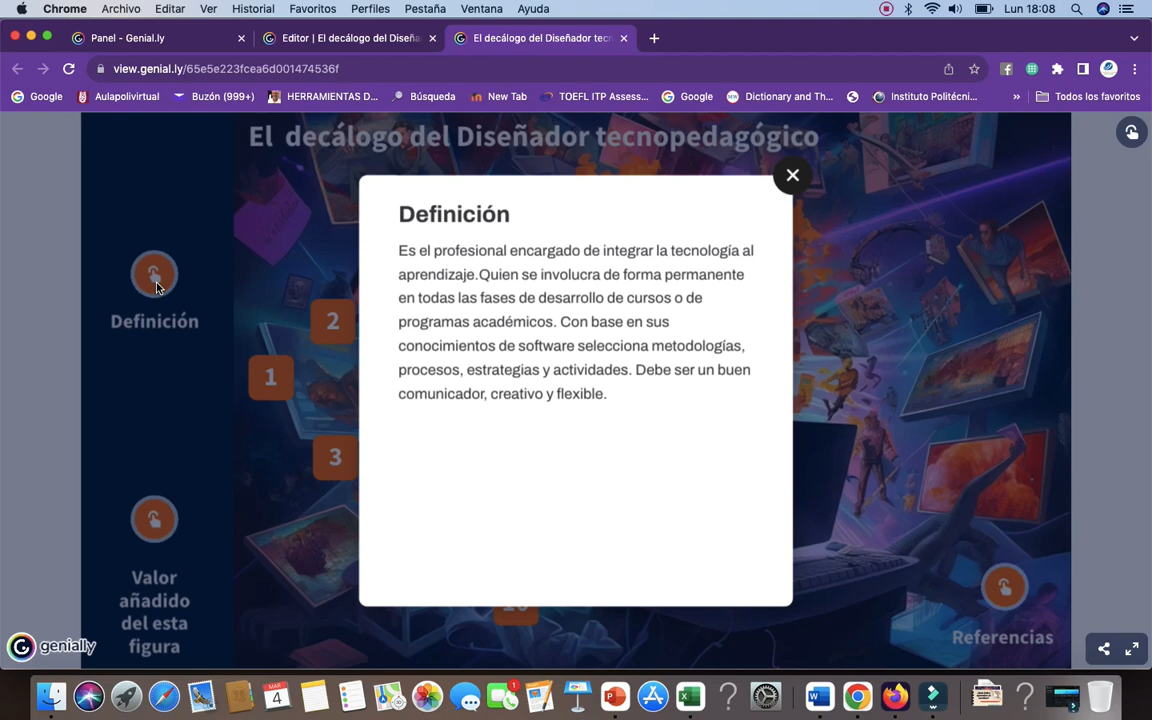 Chrome Archivo Editar Ver Historial Favoritos Perfiles Pestaña Ventana Ayuda Lun 18:08
Panel - Genial.ly
Editor | El decálogo del Diseña
El decálogo del Diseñador tecn
view.genial.ly/65e5e223fcea6d001474536f
Google Aulapolivirtual Buzón (999+) HERRAMIENTAS D... Búsqueda New Tab TOEFL ITP Assess... Google Dictionary and Th... Instituto Politécni... » Todos los favoritos
El decálogo del Diseñador tecnopedagógico
Definición
Es el profesional encargado de integrar la tecnología al
aprendizaje.Quien se involucra de forma permanente
en todas las fases de desarrollo de cursos o de
programas académicos. Con base en sus
conocimientos de software selecciona metodologías,
procesos, estrategias y actividades. Debe ser un buen
comunicador, creativo y flexible.
Definición
2
1
3
10
Valor
añadido
del esta
figura
Referencias
genially
MAR
4
1